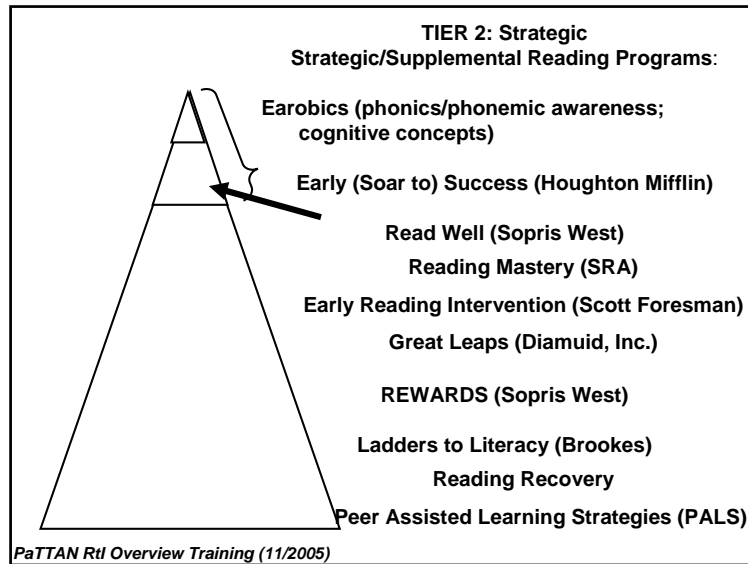 TIER 2: Strategic
Strategic/Supplemental Reading Programs:
Earobics (phonics/phonemic awareness;
cognitive concepts)
Early (Soar to) Success (Houghton Mifflin)
Read Well (Sopris West)
Reading Mastery (SRA)
Early Reading Intervention (Scott Foresman)
Great Leaps (Diamuid, Inc.)
REWARDS (Sopris West)
Ladders to Literacy (Brookes)
Reading Recovery
Peer Assisted Learning Strategies (PALS)
PaTTAN RtI Overview Training (11/2005)